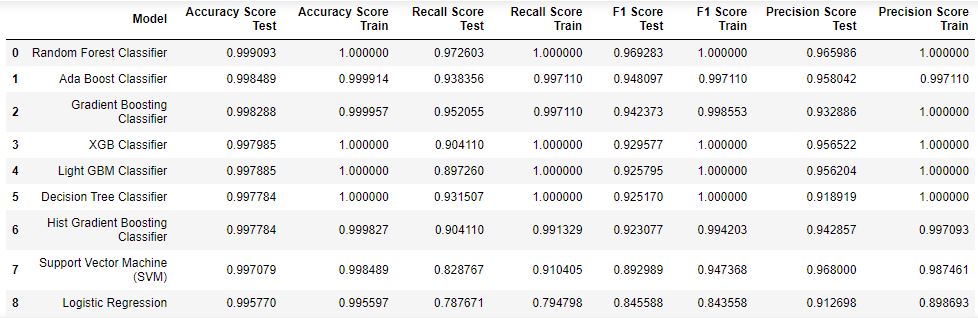 Model Accuracy Score Test Accuracy Score Train Recall Score Test Recall Score Train F1 Score Test F1 Score Train Precision Score Test Precision Score Train
0 Random Forest Classifier 0.999093 1.000000 0.972603 1.000000 0.969283 1.000000 0.965986 1.000000
1 Ada Boost Classifier 0.998489 0.999914 0.938356 0.997110 0.948097 0.997110 0.958042 0.997110
2 Gradient Boosting Classifier 0.998288 0.999957 0.952055 0.997110 0.942373 0.998553 0.932886 1.000000
3 XGB Classifier 0.997985 1.000000 0.904110 1.000000 0.929577 1.000000 0.956522 1.000000
4 Light GBM Classifier 0.997885 1.000000 0.897260 1.000000 0.925795 1.000000 0.956204 1.000000
5 Decision Tree Classifier 0.997784 1.000000 0.931507 1.000000 0.925170 1.000000 0.918919 1.000000
6 Hist Gradient Boosting Classifier 0.997784 0.999827 0.904110 0.991329 0.923077 0.994203 0.942857 0.997093
7 Support Vector Machine (SVM) 0.997079 0.998489 0.828767 0.910405 0.892989 0.947368 0.968000 0.987461
8 Logistic Regression 0.995770 0.995597 0.787671 0.794798 0.845588 0.843558 0.912698 0.898693